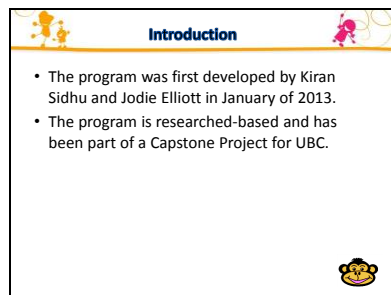 Introduction
• The program was first developed by Kiran
Sidhu and Jodie Elliott in January of 2013.
• The program is researched-based and has
been part of a Capstone Project for UBC.